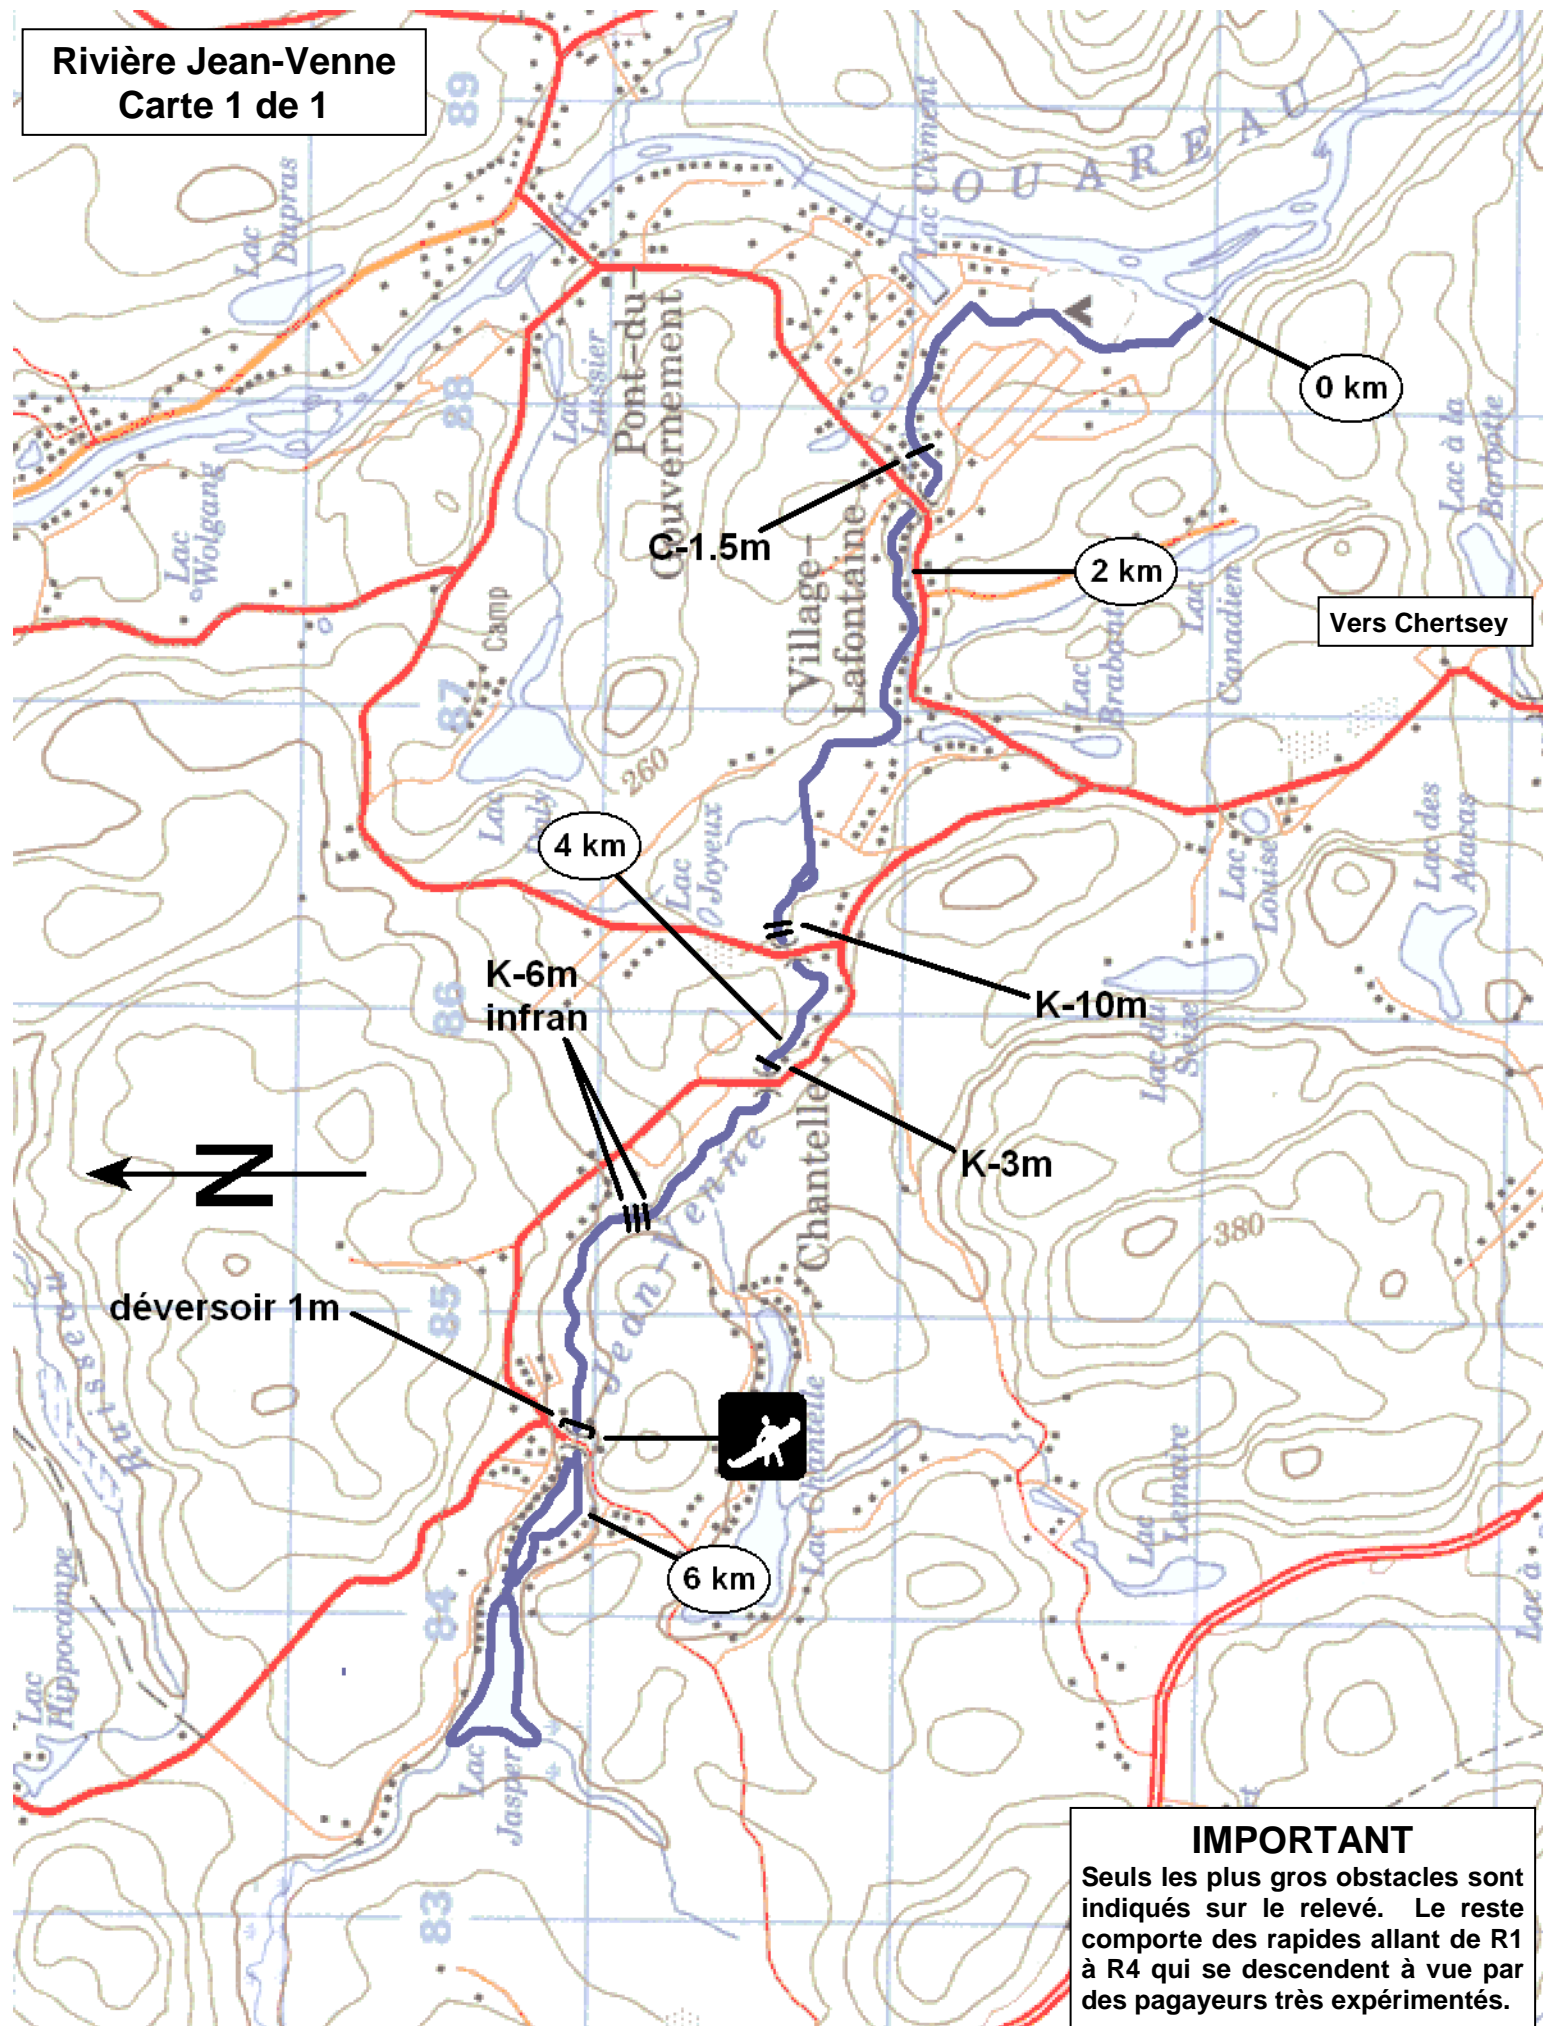 Rivière Jean-Venne
Carte 1 de 1
89
OUAREAU
Lac Clement
Lac
Dupras
0 km
Lac
Lussier
Pont-du-
Gouvernement
88
Lac à la
Barbotte
Lac
Wolgang
C-1.5m
Village-
Lafontaine
2 km
Lac
Canadien
Camp
Vers Chertsey
Lac
Brabant
87
260
Lac
Daly
4 km
Lac
Joyeux
Lac
Louise
Lac des
Atacas
K-6m
infran
86
K-10m
Lac du
Seize
K-3m
Chantelle
N
Jean-Venne
380
déversoir 1m
85
Ruisseau
Lac Chantelle
Lac
Lemaire
6 km
84
Lac
Hippocampe
Lac à
Lac
Jasper
83
IMPORTANT
Seuls les plus gros obstacles sont
indiqués sur le relevé. Le reste
comporte des rapides allant de R1
à R4 qui se descendent à vue par
des pagayeurs très expérimentés.